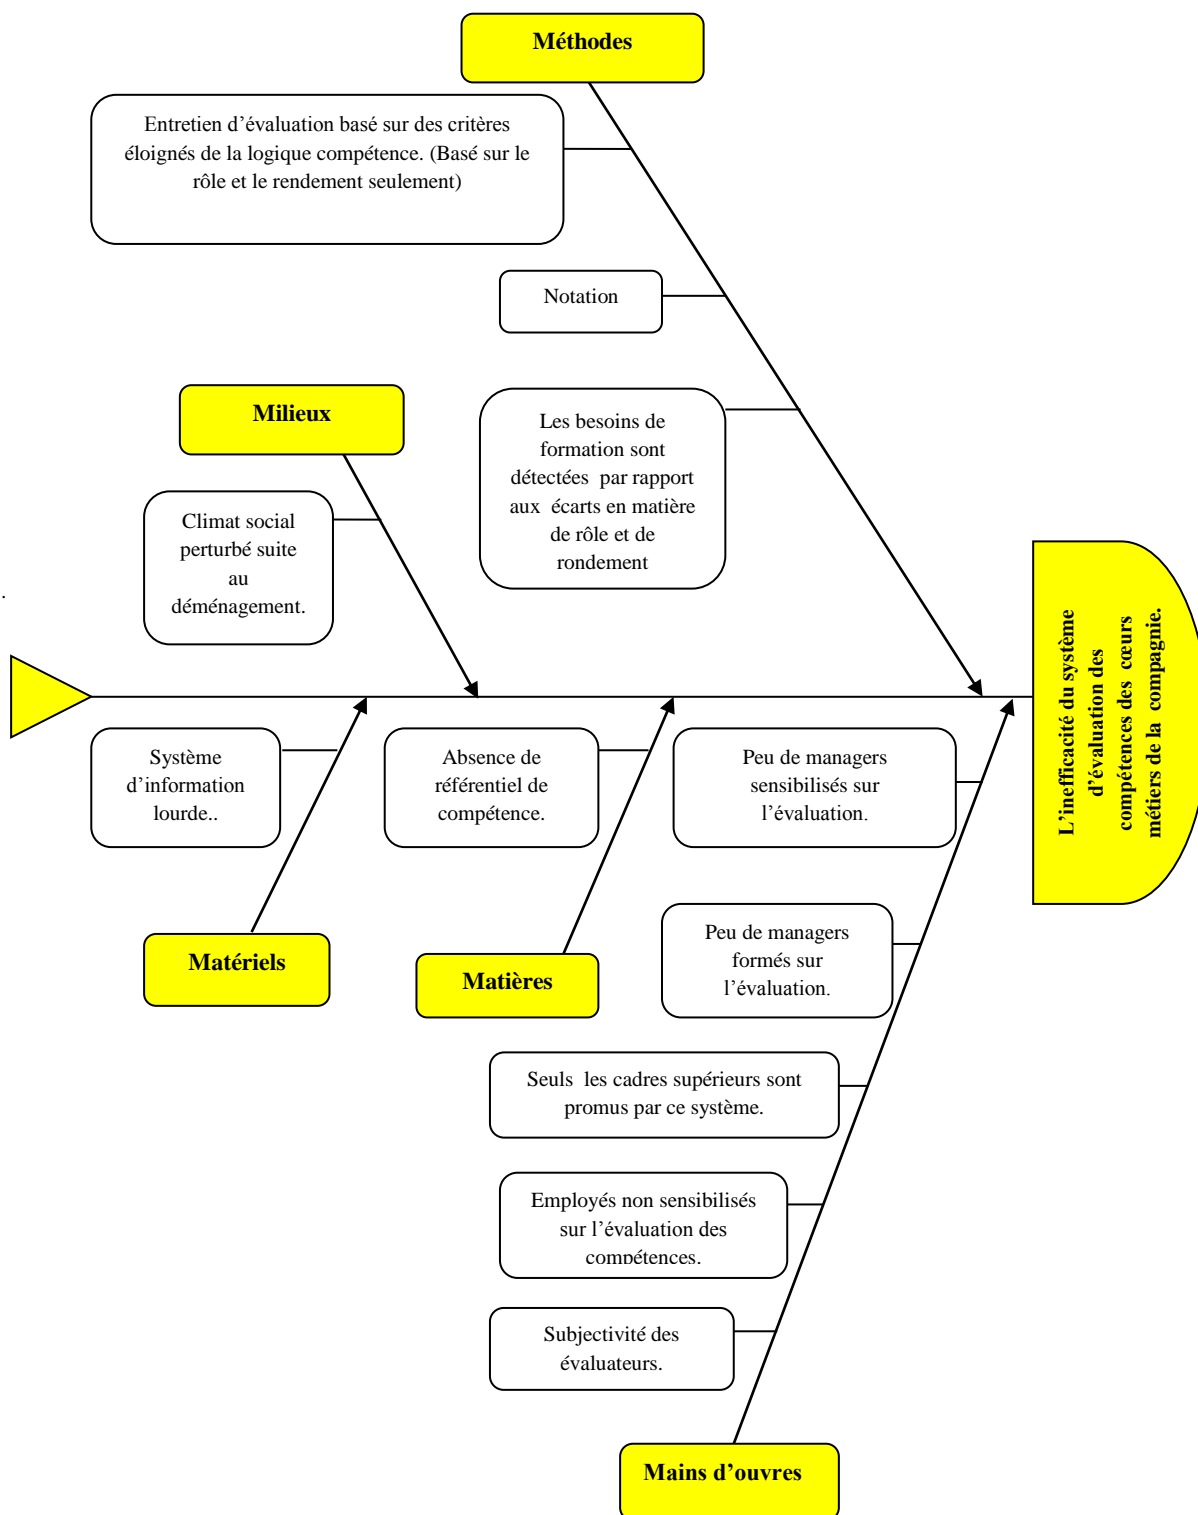 Méthodes
Entretien d’évaluation basé sur des critères
éloignés de la logique compétence. (Basé sur le
rôle et le rendement seulement)
Notation
Milieux
Les besoins de
formation sont
détectées par rapport
aux écarts en matière
de rôle et de
rondement
Climat social
perturbé suite
au
déménagement.
.
L’inefficacité du système
d’évaluation des
compétences des cœurs
métiers de la compagnie.
Système
d’information
lourde..
Absence de
référentiel de
compétence.
Peu de managers
sensibilisés sur
l’évaluation.
Matériels
Matières
Peu de managers
formés sur
l’évaluation.
Seuls les cadres supérieurs sont
promus par ce système.
Employés non sensibilisés
sur l’évaluation des
compétences.
Subjectivité des
évaluateurs.
Mains d’ouvres